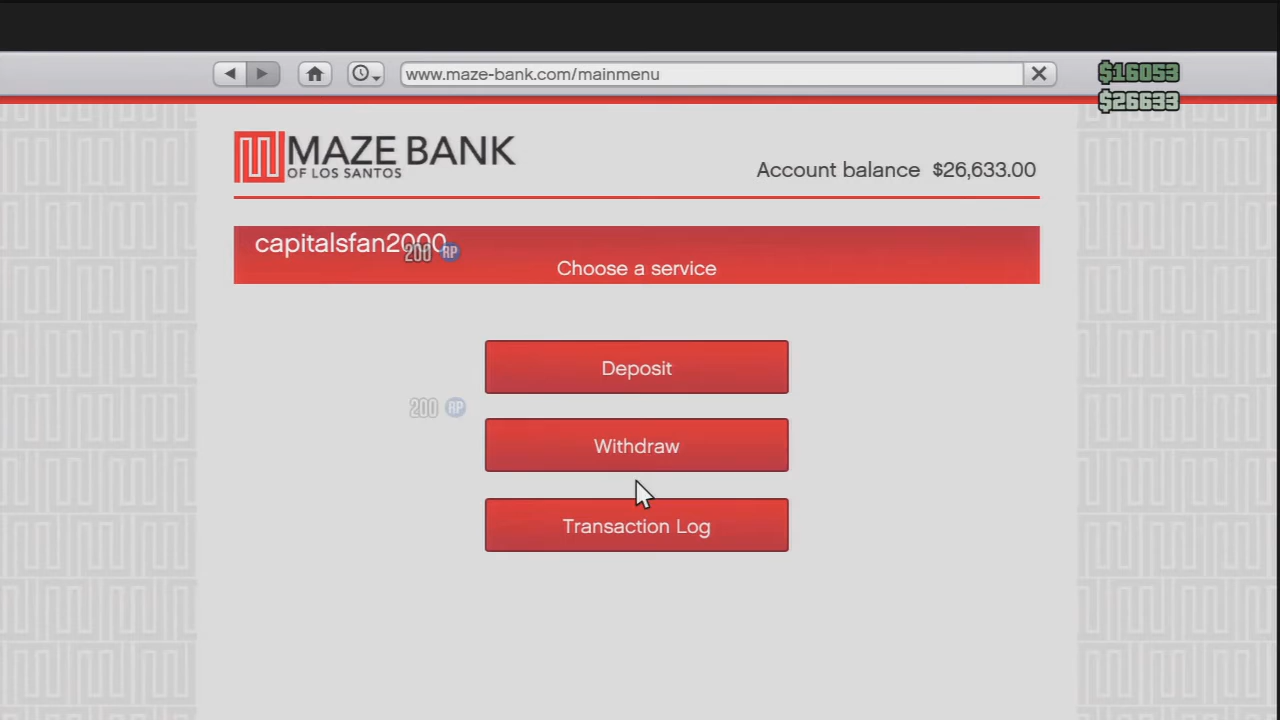 www.maze-bank.com/mainmenu
$16053
$26633
MAZE BANK
OF LOS SANTOS
Account balance $26,633.00
capitalsfan2000
200 RP
Choose a service
Deposit
200 RP
Withdraw
Transaction Log